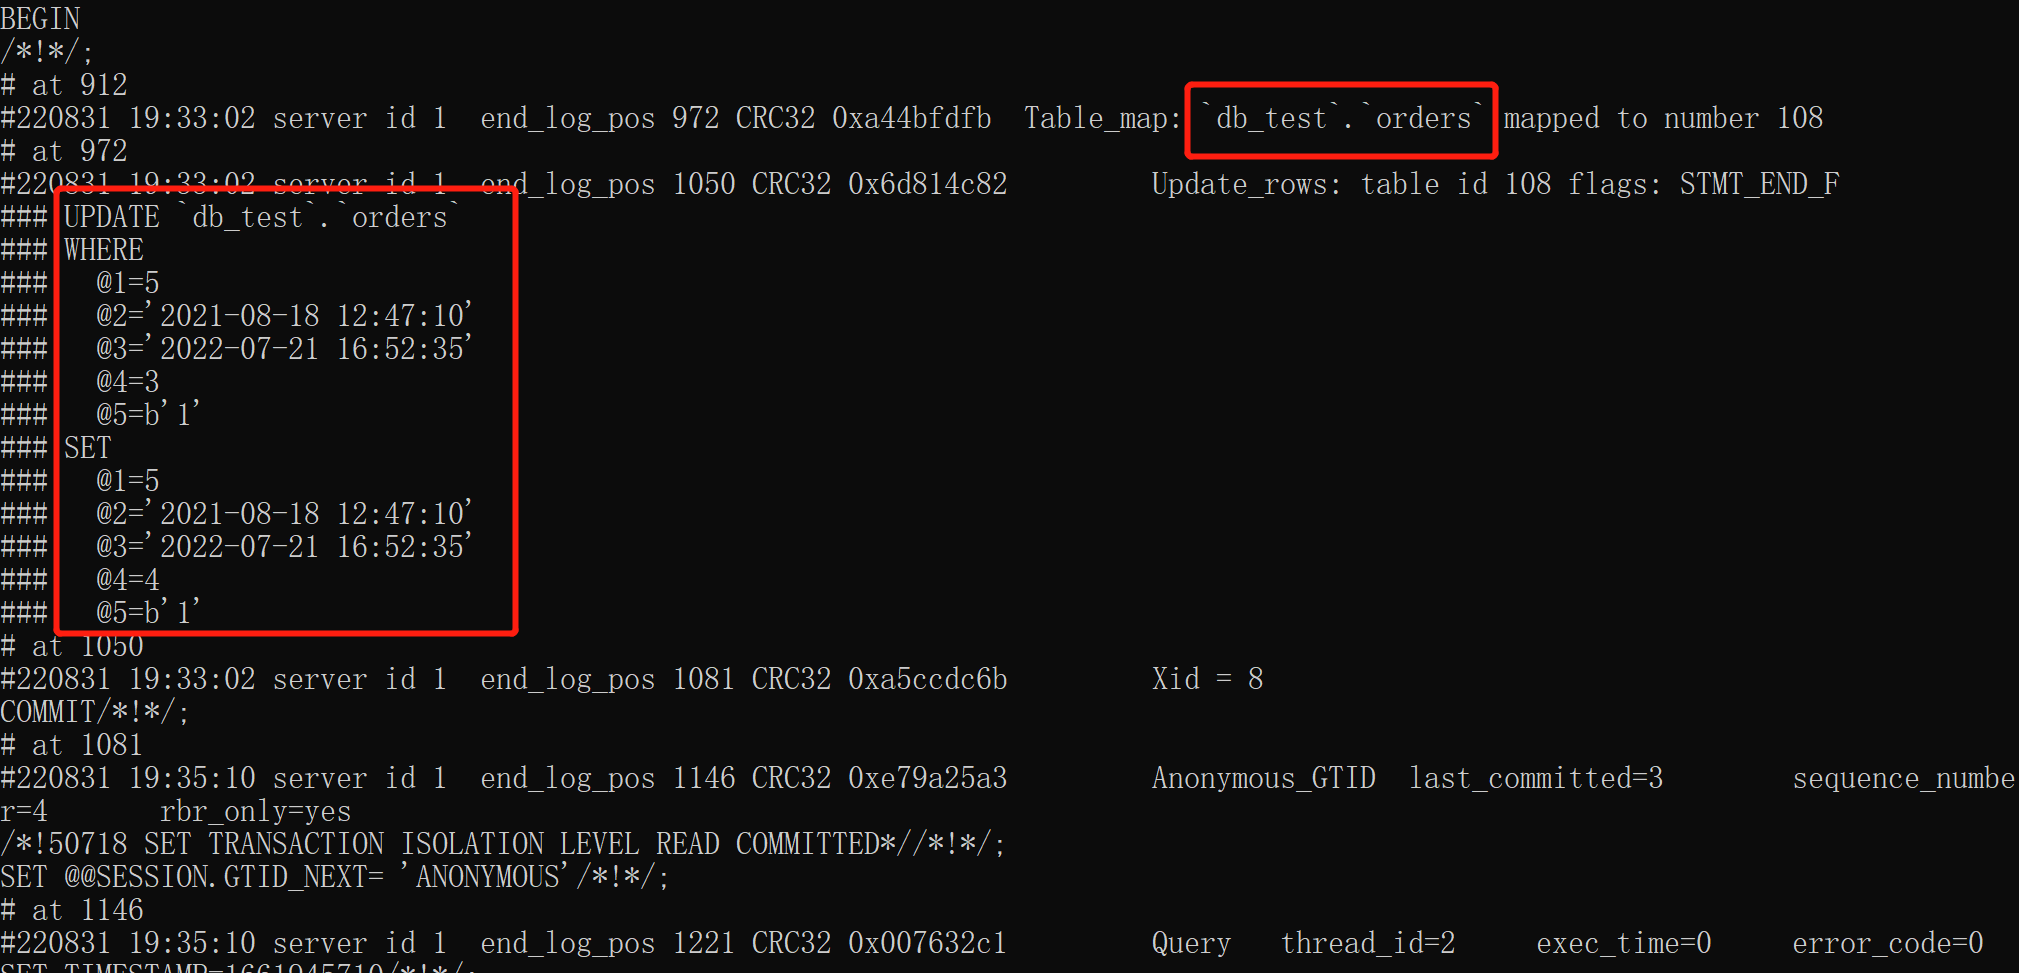 BEGIN
/*!*/;
# at 912
#220831 19:33:02 server id 1  end_log_pos 972 CRC32 0xa44bfdfb  Table_map: `db_test`.`orders` mapped to number 108
# at 972
#220831 19:33:02 server id 1  end_log_pos 1050 CRC32 0x6d814c82         Update_rows: table id 108 flags: STMT_END_F
### UPDATE `db_test`.`orders`
### WHERE
###   @1=5
###   @2='2021-08-18 12:47:10'
###   @3='2022-07-21 16:52:35'
###   @4=3
###   @5=b'1'
### SET
###   @1=5
###   @2='2021-08-18 12:47:10'
###   @3='2022-07-21 16:52:35'
###   @4=4
###   @5=b'1'
# at 1050
#220831 19:33:02 server id 1  end_log_pos 1081 CRC32 0xa5ccdc6b         Xid = 8
COMMIT/*!*/;
# at 1081
#220831 19:35:10 server id 1  end_log_pos 1146 CRC32 0xe79a25a3         Anonymous_GTID  last_committed=3        sequence_numbe
r=4       rbr_only=yes
/*!50718 SET TRANSACTION ISOLATION LEVEL READ COMMITTED*//*!*/;
SET @@SESSION.GTID_NEXT= 'ANONYMOUS'/*!*/;
# at 1146
#220831 19:35:10 server id 1  end_log_pos 1221 CRC32 0x007632c1         Query   thread_id=2     exec_time=0     error_code=0
SET TIMESTAMP=1661945710/*!*/;